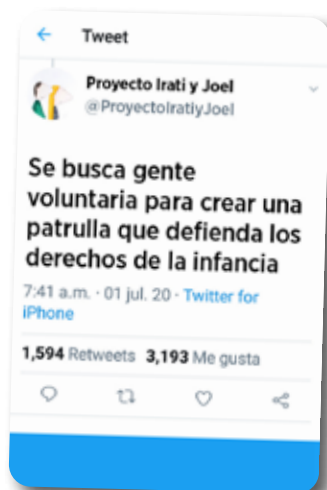 Tweet
Proyecto Irati y Joel
@ProyectoIratiyJoel
Se busca gente
voluntaria para crear una
patrulla que defienda los
derechos de la infancia
7:41 a.m. · 01 jul. 20 · Twitter for
iPhone
1,594 Retweets 3,193 Me gusta